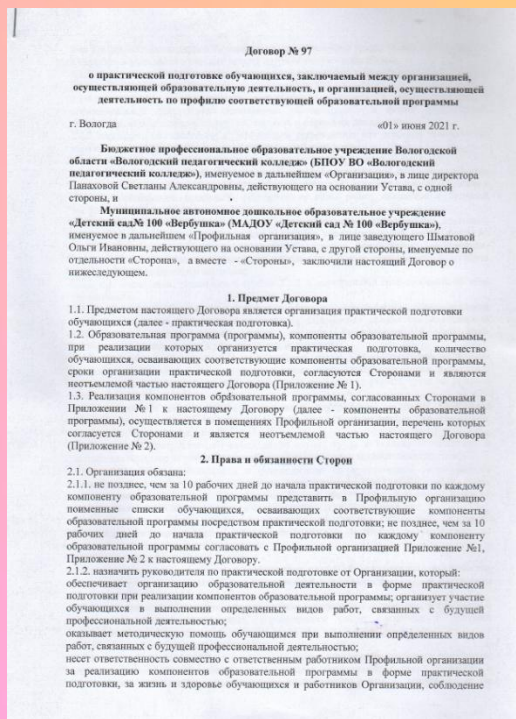 Договор № 97
о практической подготовке обучающихся, заключаемый между организацией,
осуществляющей образовательную деятельность, и организацией, осуществляющей
деятельность по профилю соответствующей образовательной программы
г. Вологда «01» июня 2021 г.
Бюджетное профессиональное образовательное учреждение Вологодской
области «Вологодский педагогический колледж» (БПОУ ВО «Вологодский
педагогический колледж»), именуемое в дальнейшем «Организация», в лице директора
Панаховой Светланы Александровны, действующего на основании Устава, с одной
стороны, и
Муниципальное автономное дошкольное образовательное учреждение
«Детский сад№ 100 «Вербушка» (МАДОУ «Детский сад № 100 «Вербушка»),
именуемое в дальнейшем «Профильная организация», в лице заведующего Шматовой
Ольги Ивановны, действующего на основании Устава, с другой стороны, именуемые по
отдельности «Сторона», а вместе - «Стороны», заключили настоящий Договор о
нижеследующем.
1. Предмет Договора
1.1. Предметом настоящего Договора является организация практической подготовки
обучающихся (далее - практическая подготовка).
1.2. Образовательная программа (программы), компоненты образовательной программы,
при реализации которых организуется практическая подготовка, количество
обучающихся, осваивающих соответствующие компоненты образовательной программы,
сроки организации практической подготовки, согласуются Сторонами и являются
неотъемлемой частью настоящего Договора (Приложение № 1).
1.3. Реализация компонентов образовательной программы, согласованных Сторонами в
Приложении № 1 к настоящему Договору (далее - компоненты образовательной
программы), осуществляется в помещениях Профильной организации, перечень которых
согласуется Сторонами и является неотъемлемой частью настоящего Договора
(Приложение № 2).
2. Права и обязанности Сторон
2.1. Организация обязана:
2.1.1. не позднее, чем за 10 рабочих дней до начала практической подготовки по каждому
компоненту образовательной программы представить в Профильную организацию
поименные списки обучающихся, осваивающих соответствующие компоненты
образовательной программы посредством практической подготовки; не позднее, чем за 10
рабочих дней до начала практической подготовки по каждому компоненту
образовательной программы согласовать с Профильной организацией Приложение №1,
Приложение № 2 к настоящему Договору.
2.1.2. назначить руководителя по практической подготовке от Организации, который:
обеспечивает организацию образовательной деятельности в форме практической
подготовки при реализации компонентов образовательной программы; организует участие
обучающихся в выполнении определенных видов работ, связанных с будущей
профессиональной деятельностью;
оказывает методическую помощь обучающимся при выполнении определенных видов
работ, связанных с будущей профессиональной деятельностью;
несет ответственность совместно с ответственным работником Профильной организации
за реализацию компонентов образовательной программы в форме практической
подготовки, за жизнь и здоровье обучающихся и работников Организации, соблюдение